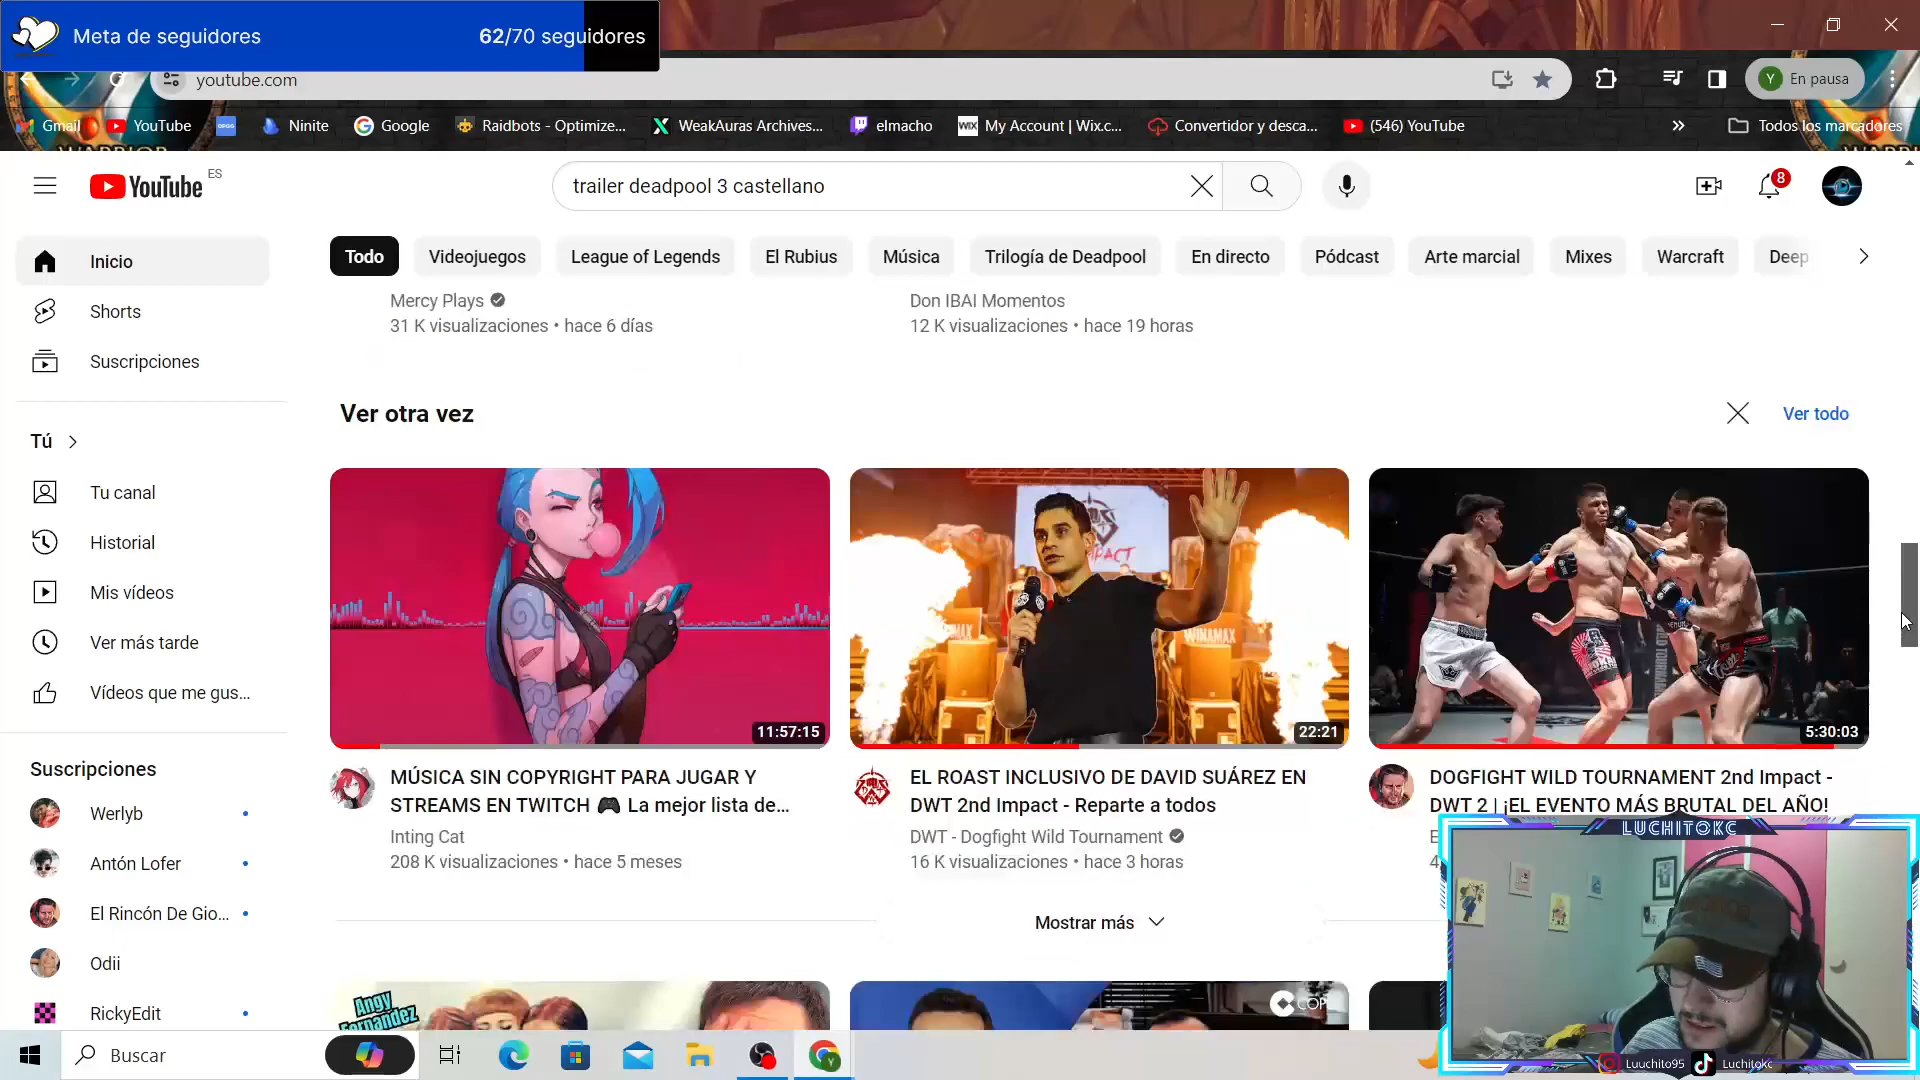 Meta de seguidores
62/70 seguidores
youtube.com
En pausa
Y
Gmail
YouTube
Ninite
Google
Raidbots - Optimize...
WeakAuras Archives...
elmacho
WIX
My Account | Wix.c...
Convertidor y desca...
(546) YouTube
Todos los marcadores
YouTube
ES
trailer deadpool 3 castellano
8
Inicio
Shorts
Suscripciones
Tú
Tu canal
Historial
Mis vídeos
Ver más tarde
Vídeos que me gus...
Suscripciones
Werlyb
Antón Lofer
El Rincón De Gio...
Odii
RickyEdit
Todo
Videojuegos
League of Legends
El Rubius
Música
Trilogía de Deadpool
En directo
Pódcast
Arte marcial
Mixes
Warcraft
Deep
Mercy Plays
31 K visualizaciones • hace 6 días
Don IBAI Momentos
12 K visualizaciones • hace 19 horas
Ver otra vez
Ver todo
11:57:15
WINAMAX
22:21
5:30:03
MÚSICA SIN COPYRIGHT PARA JUGAR Y
STREAMS EN TWITCH 🎮 La mejor lista de...
Inting Cat
208 K visualizaciones • hace 5 meses
EL ROAST INCLUSIVO DE DAVID SUÁREZ EN
DWT 2nd Impact - Reparte a todos
DWT - Dogfight Wild Tournament
16 K visualizaciones • hace 3 horas
DOGFIGHT WILD TOURNAMENT 2nd Impact -
DWT 2 | ¡EL EVENTO MÁS BRUTAL DEL AÑO!
Mostrar más
Angy
Fernandez
COP
LUCHITOKC
Luuchito95
Luchitokc
Buscar